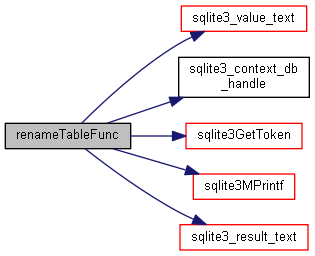 sqlite3_value_text
sqlite3_context_db
_handle
renameTableFunc
sqlite3GetToken
sqlite3MPrintf
sqlite3_result_text